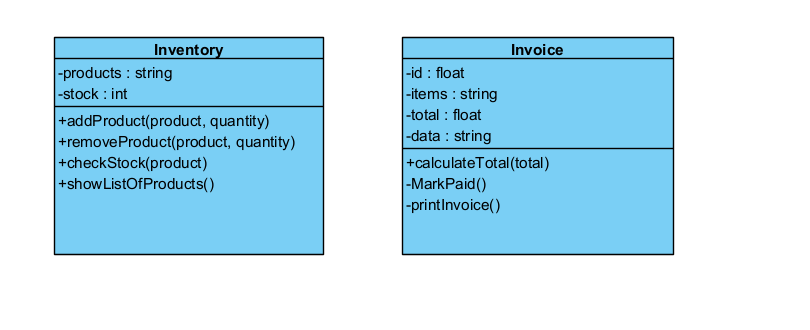 Inventory
-products : string
-stock : int
+addProduct(product, quantity)
+removeProduct(product, quantity)
+checkStock(product)
+showListOfProducts()
Invoice
-id : float
-items : string
-total : float
-data : string
+calculateTotal(total)
-MarkPaid()
-printInvoice()